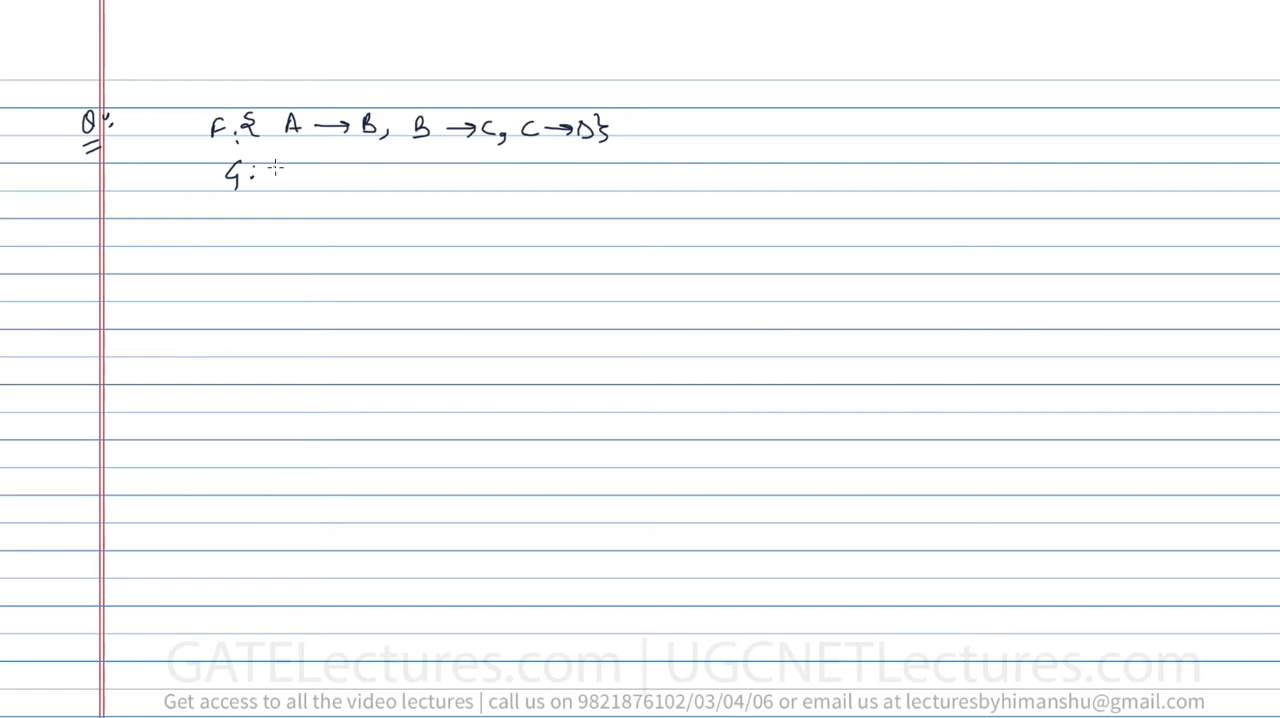 Qu. F:{ A → B, B → C, C → D}
G:
GATELectures.com | UGCNETLectures.com
Get access to all the video lectures | call us on 9821876102/03/04/06 or email us at lecturesbyhimanshu@gmail.com